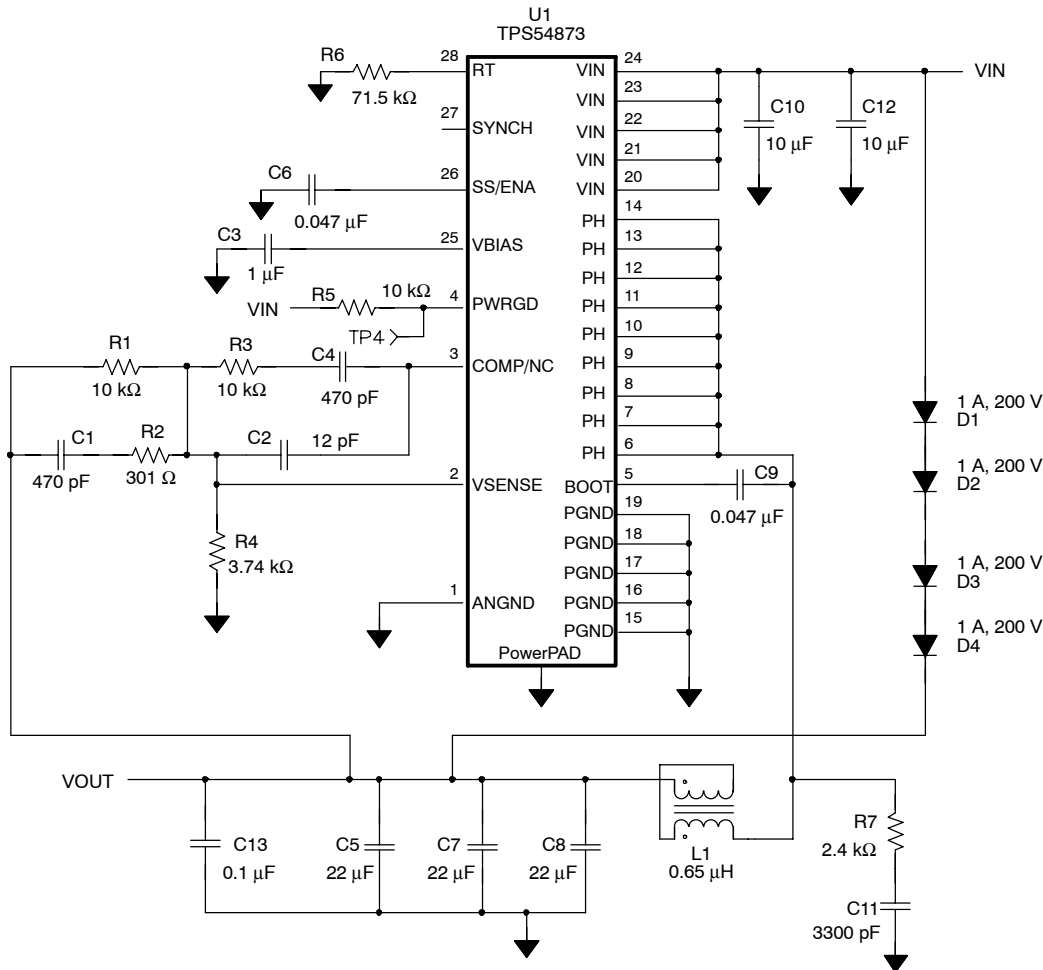 U1
TPS54873
R6
71.5 kΩ
28
RT
27
SYNCH
C6
0.047 μF
26
SS/ENA
C3
1 μF
25
VBIAS
VIN
R5
10 kΩ
4
PWRGD
TP4
R1
10 kΩ
R3
10 kΩ
C4
470 pF
3
COMP/NC
C1
470 pF
R2
301 Ω
C2
12 pF
2
VSENSE
R4
3.74 kΩ
1
ANGND
PowerPAD
VIN
24
VIN
23
VIN
22
VIN
21
VIN
20
PH
14
PH
13
PH
12
PH
11
PH
10
PH
9
PH
8
PH
7
PH
6
BOOT
5
PGND
19
PGND
18
PGND
17
PGND
16
PGND
15
VIN
C10
10 μF
C12
10 μF
C9
0.047 μF
1 A, 200 V
D1
1 A, 200 V
D2
1 A, 200 V
D3
1 A, 200 V
D4
VOUT
C13
0.1 μF
C5
22 μF
C7
22 μF
C8
22 μF
L1
0.65 μH
R7
2.4 kΩ
C11
3300 pF